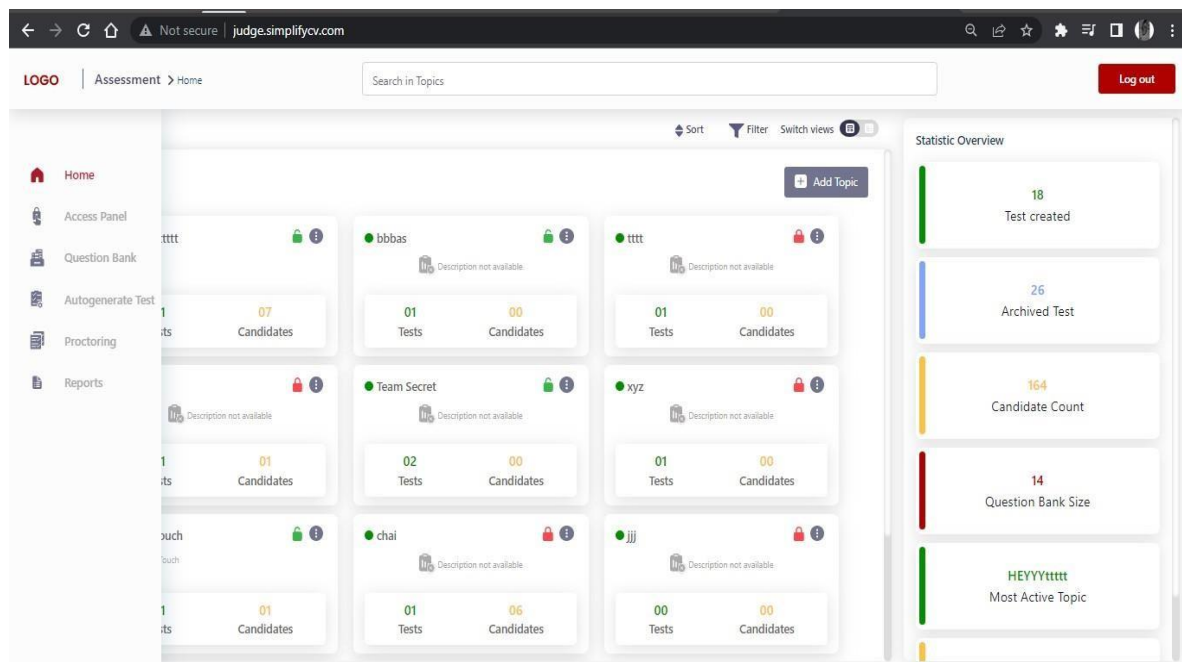 Not secure | judge.simplifycv.com
LOGO | Assessment > Home
Search in Topics
Log out
Home
Access Panel
Question Bank
Autogenerate Test
Proctoring
Reports
Sort
Filter
Switch views
Add Topic
07
Candidates
bbbas
Description not available
01
Tests
00
Candidates
tttt
Description not available
01
Tests
00
Candidates
Description not available
01
Candidates
Team Secret
Description not available
02
Tests
00
Candidates
xyz
Description not available
01
Tests
00
Candidates
01
Candidates
chai
Description not available
01
Tests
06
Candidates
jjj
Description not available
00
Tests
00
Candidates
Statistic Overview
18
Test created
26
Archived Test
164
Candidate Count
14
Question Bank Size
HEYYYttttt
Most Active Topic